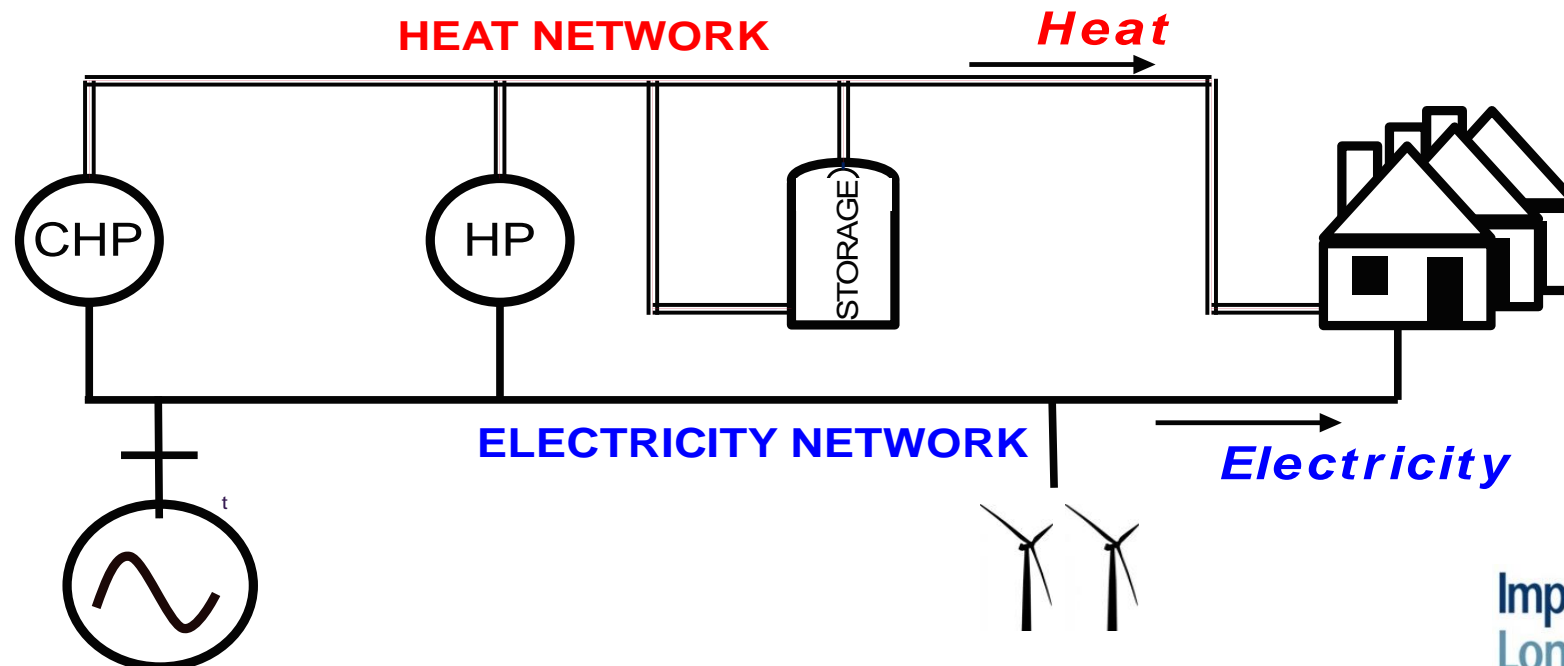 HEAT NETWORK
Heat
CHP
HP
STORAGE
ELECTRICITY NETWORK
Electricity
t
Imp
Lon